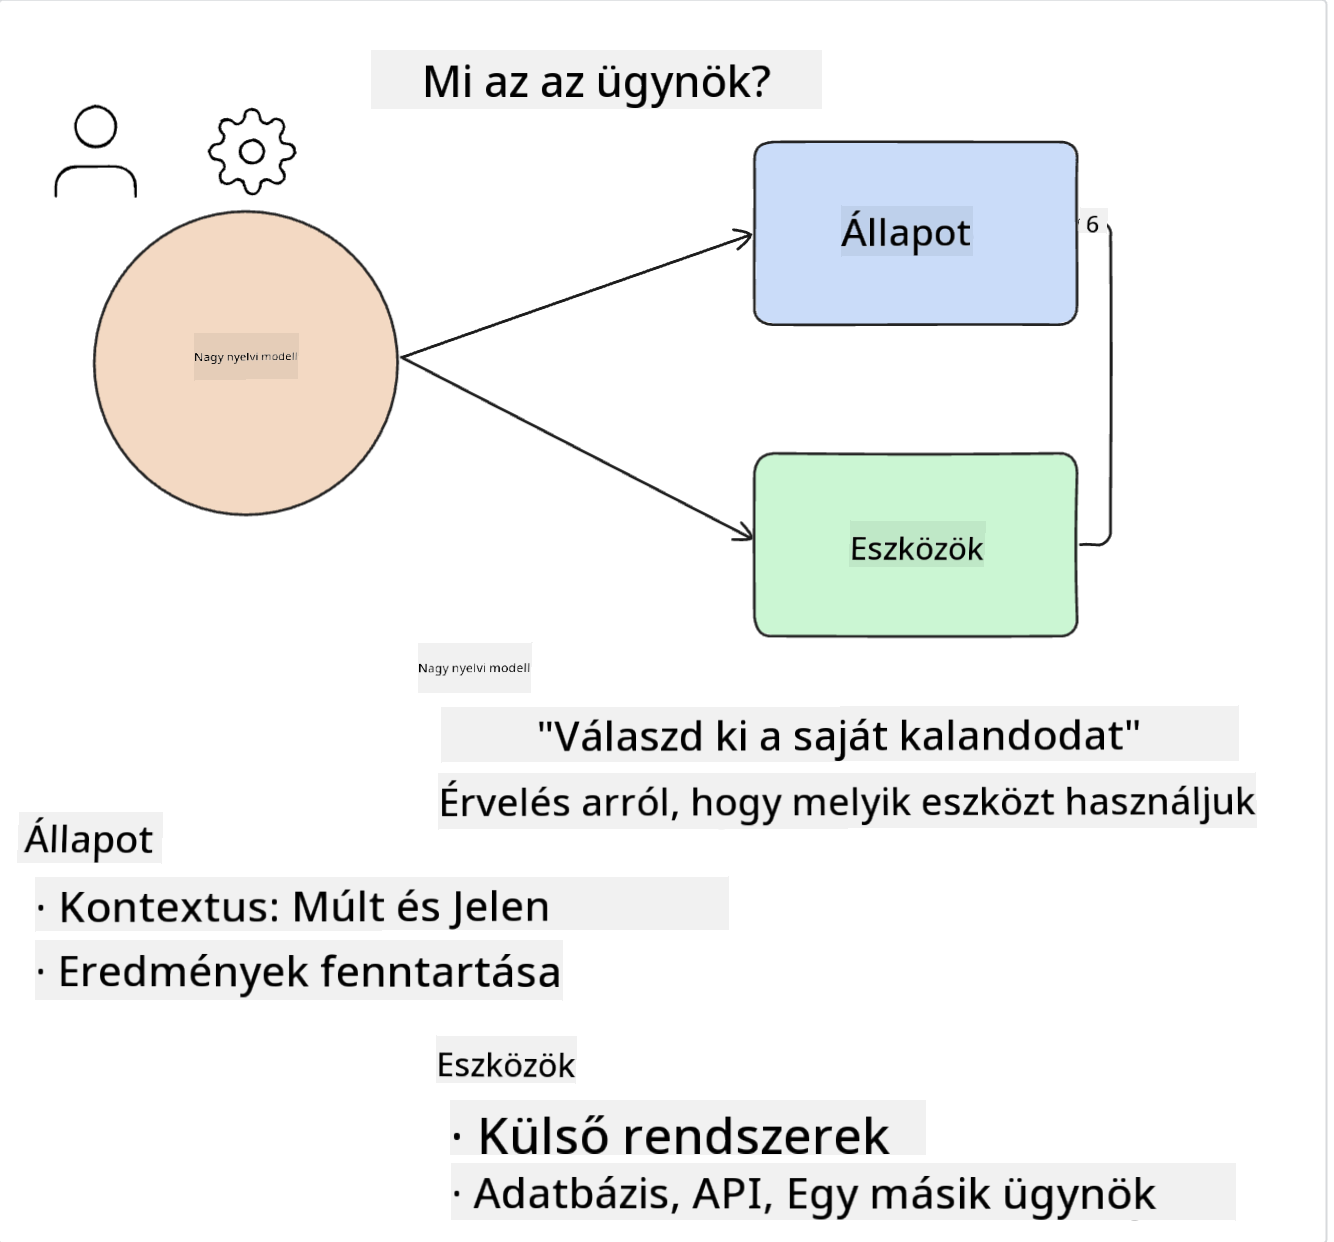 Mi az az ügynök?
Állapot
6
Nagy nyelvi modell
Eszközök
Nagy nyelvi modell
"Válaszd ki a saját kalandodat"
Érvelés arról, hogy melyik eszközt használjuk
Állapot
· Kontextus: Múlt és Jelen
· Eredmények fenntartása
Eszközök
· Külső rendszerek
· Adatbázis, API, Egy másik ügynök